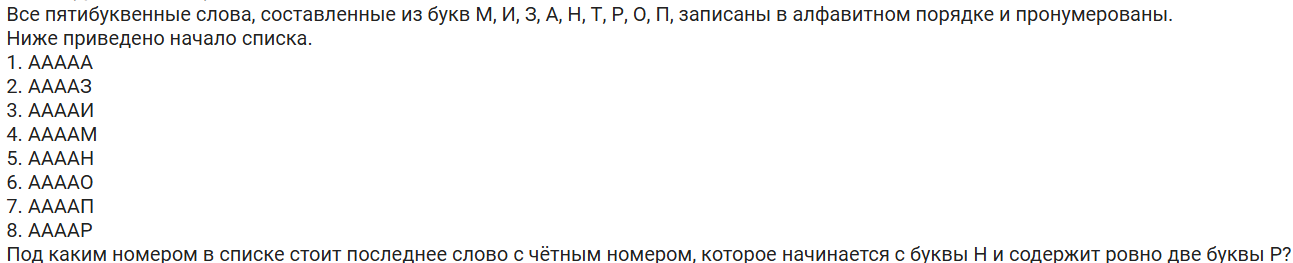 Все пятибуквенные слова, составленные из букв М, И, З, А, Н, Т, Р, О, П, записаны в алфавитном порядке и пронумерованы.
Ниже приведено начало списка.
1. ААААА
2. ААААЗ
3. ААААИ
4. ААААМ
5. ААААН
6. ААААО
7. ААААП
8. ААААР
Под каким номером в списке стоит последнее слово с чётным номером, которое начинается с буквы Н и содержит ровно две буквы Р?